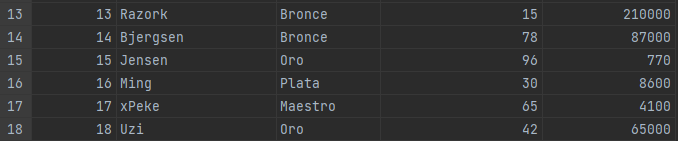 13 13 Razork Bronce 15 210000
14 14 Bjergsen Bronce 78 87000
15 15 Jensen Oro 96 770
16 16 Ming Plata 30 8600
17 17 xPeke Maestro 65 4100
18 18 Uzi Oro 42 65000